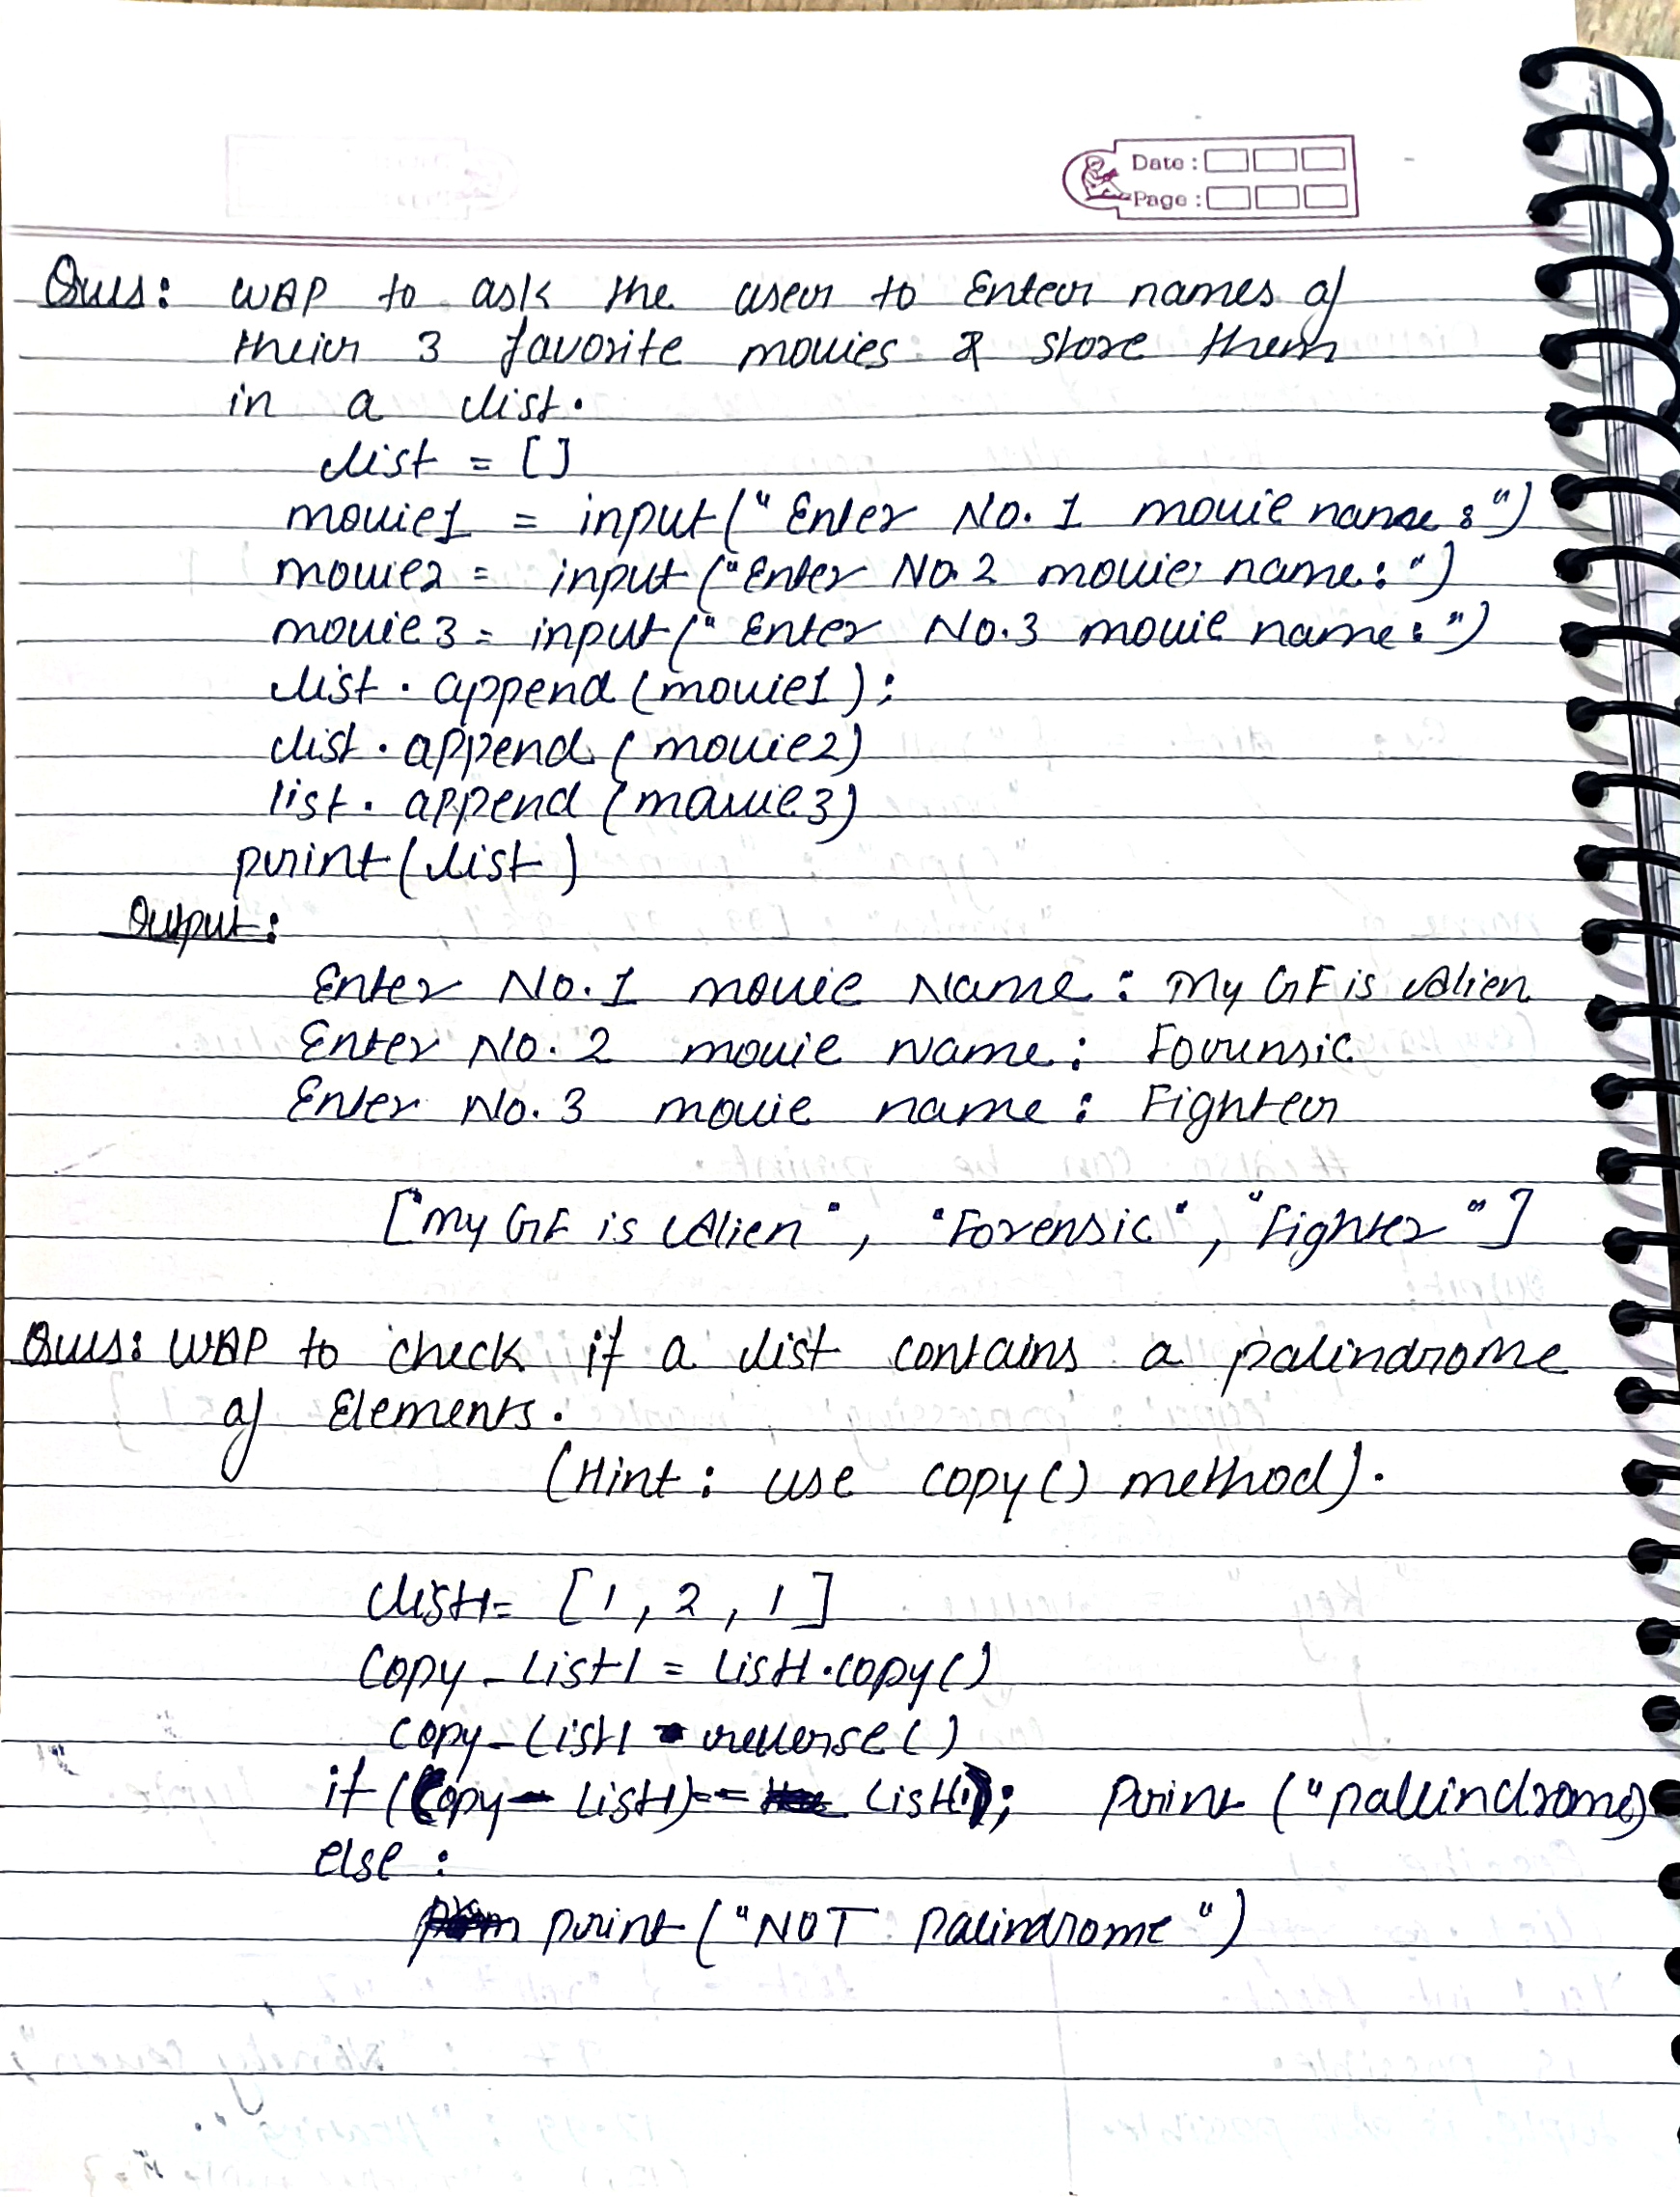 Date :
Page :
Ques: WAP to ask the user to Enter names of
their 3 favorite movies & store them
in a list.
list = []
movie1 = input("Enter No. 1 movie name :")
movie2 = input ("Enter No. 2 movie name : ")
movie3 = input (" Enter No. 3 movie name : ")
list . append (movie1) ;
list . append (movie2)
list . append (movie3)
print (list)
Output :
Enter No. 1 movie Name : My GF is Alien
Enter No. 2 movie Name : Forensic
Enter No. 3 movie name : Fighter
["My GF is Alien", "Forensic", "Fighter"]
Ques: WAP to check if a list contains a palindrome
of Elements.
(Hint : use copy() method).
list1 = [1, 2, 1]
Copy_list1 = list1.copy()
copy_list1 . reverse()
if ((Copy_list1) == list1) : print ("pallindrome)
else :
print ("NOT Palindrome")